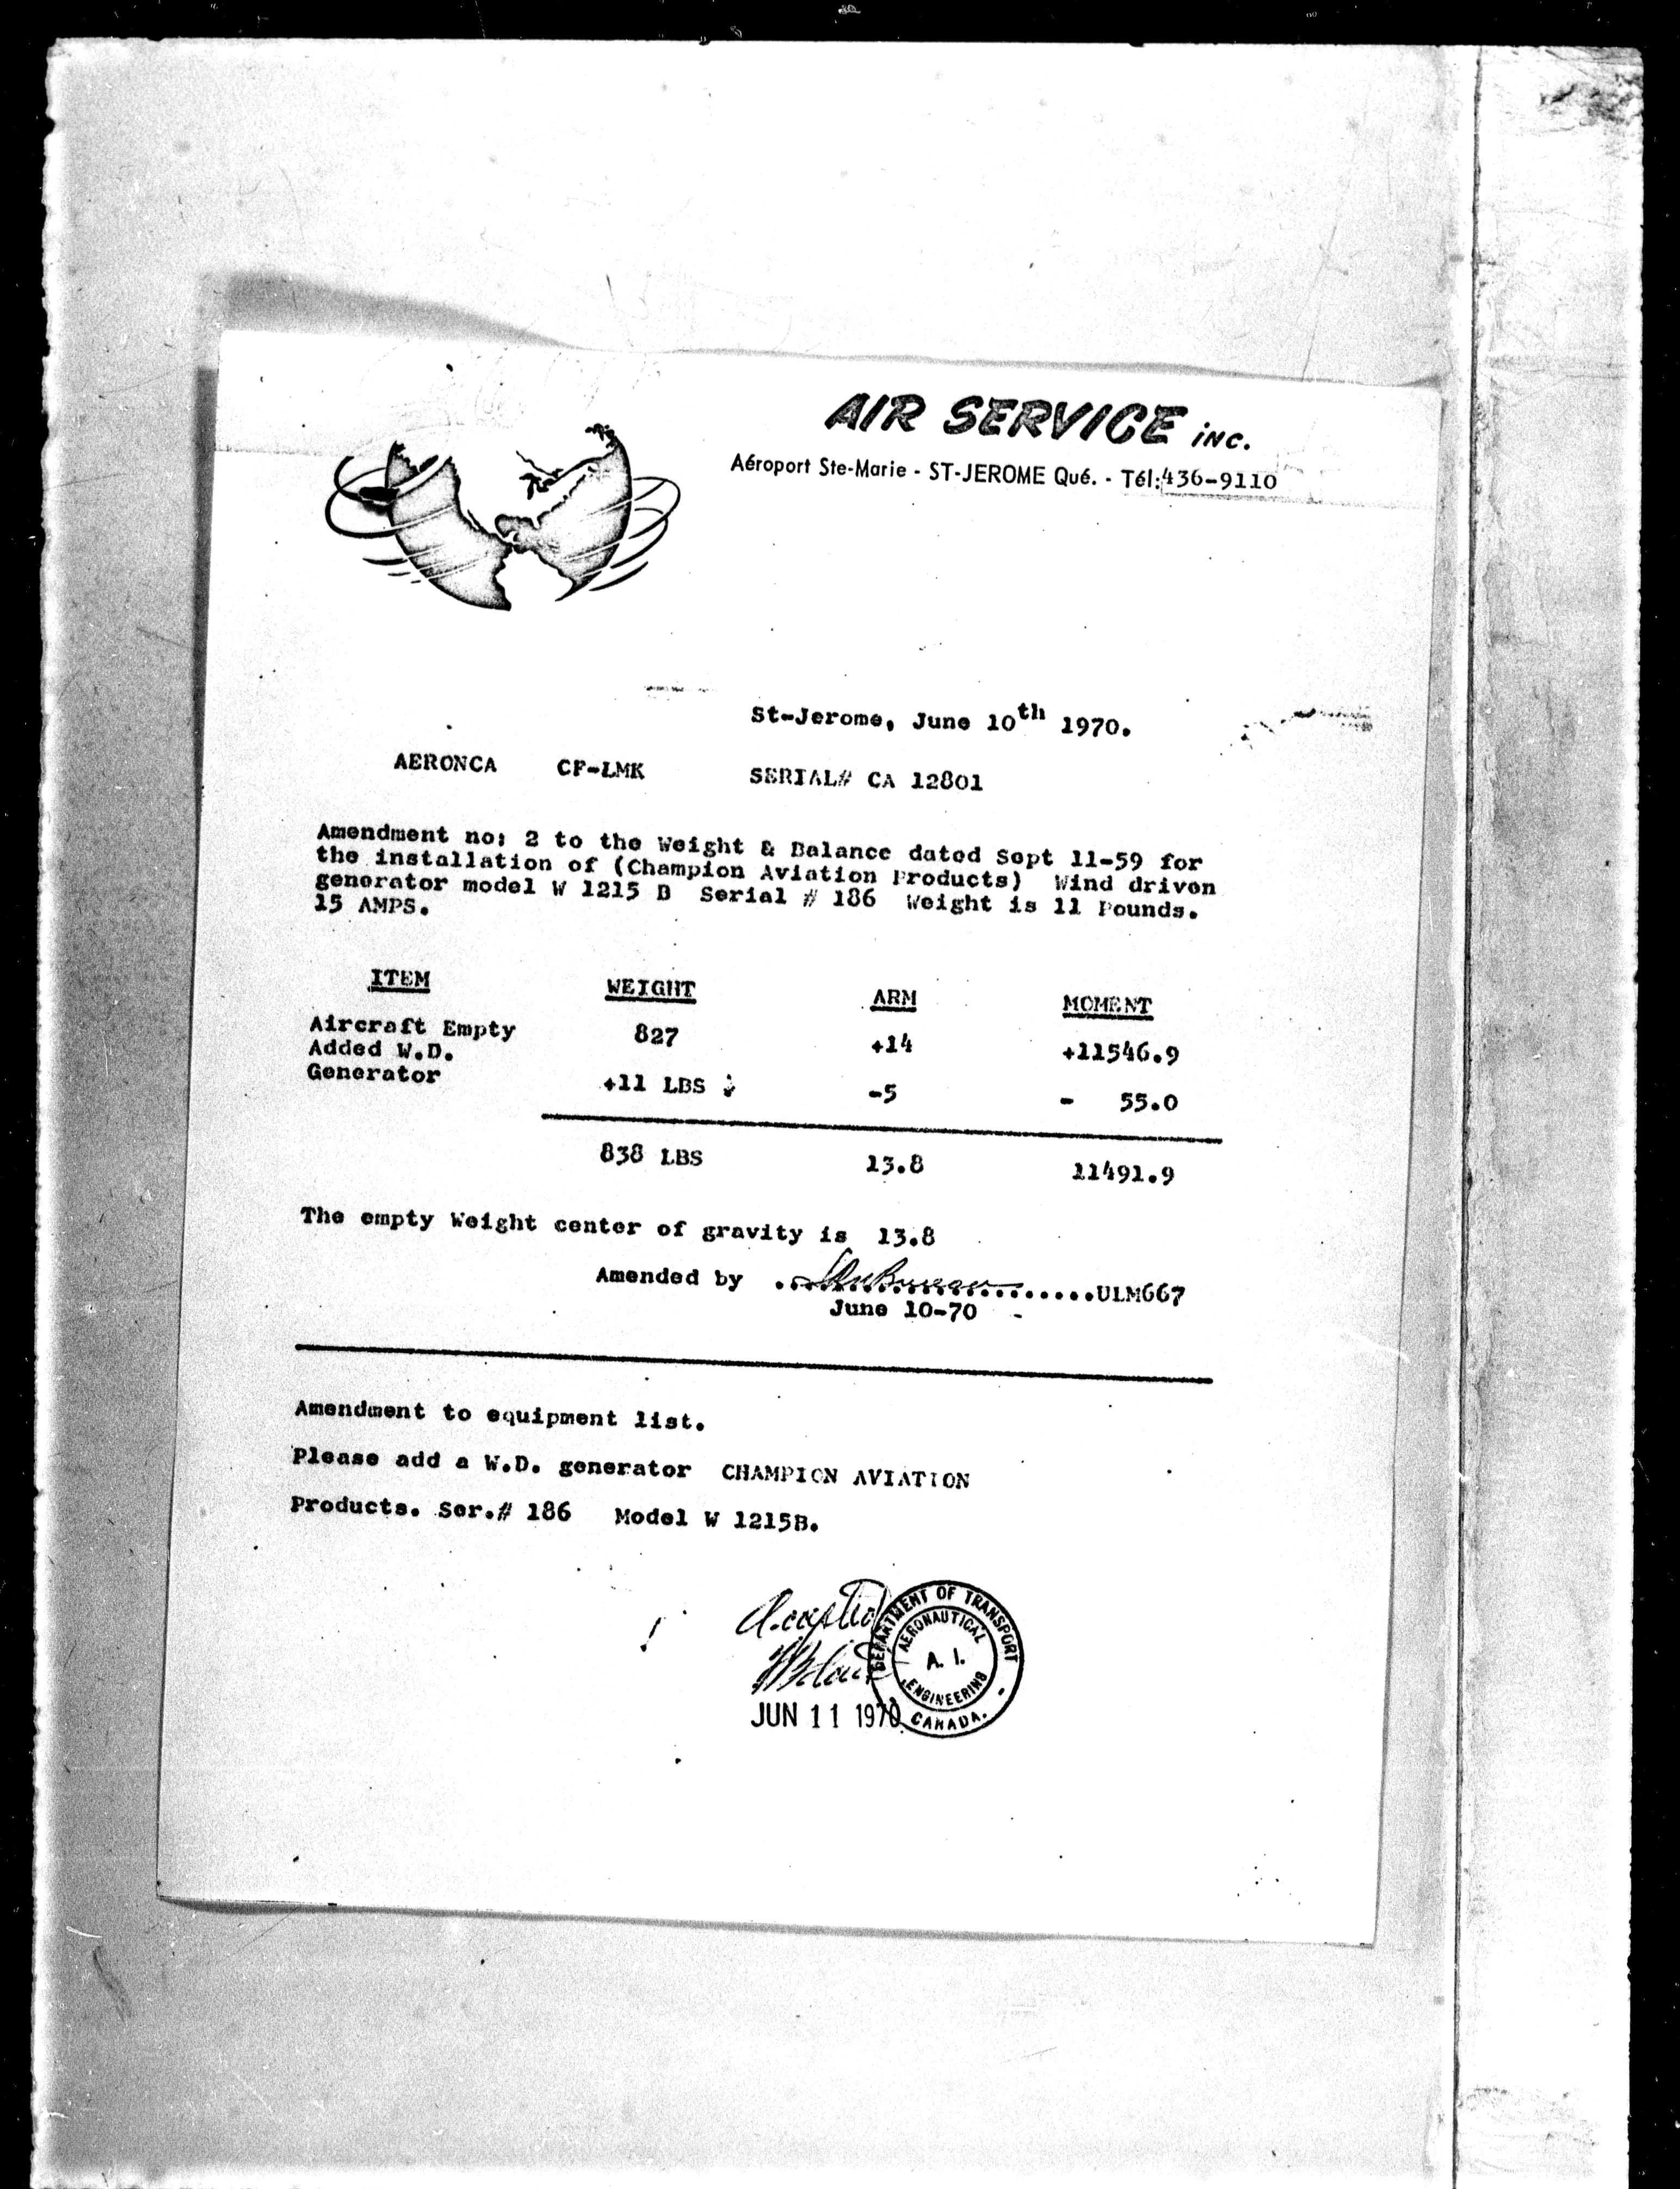 AIR SERVICE INC.
Aéroport Ste-Marie - ST-JEROME Qué. - Tél:436-9110
St-Jerome, June 10th 1970.
AERONCA CF-LMK SERIAL# CA 12801
Amendment no: 2 to the Weight & Balance dated Sept 11-59 for
the installation of (Champion Aviation Products) Wind driven
generator model W 1215 B Serial # 186 Weight is 11 Pounds.
15 AMPS.
ITEM WEIGHT ARM MOMENT
Aircraft Empty 827 +14 +11546.9
Added W.D.
Generator +11 LBS -5 - 55.0
838 LBS 13.8 11491.9
The empty Weight center of gravity is 13.8
Amended by ..............................ULM667
June 10-70
Amendment to equipment list.
Please add a W.D. generator CHAMPION AVIATION
Products. Ser.# 186 Model W 1215B.
Accepted
JUN 11 1970
DEPARTMENT OF TRANSPORT
AERONAUTICAL
A. I.
ENGINEERING
CANADA.